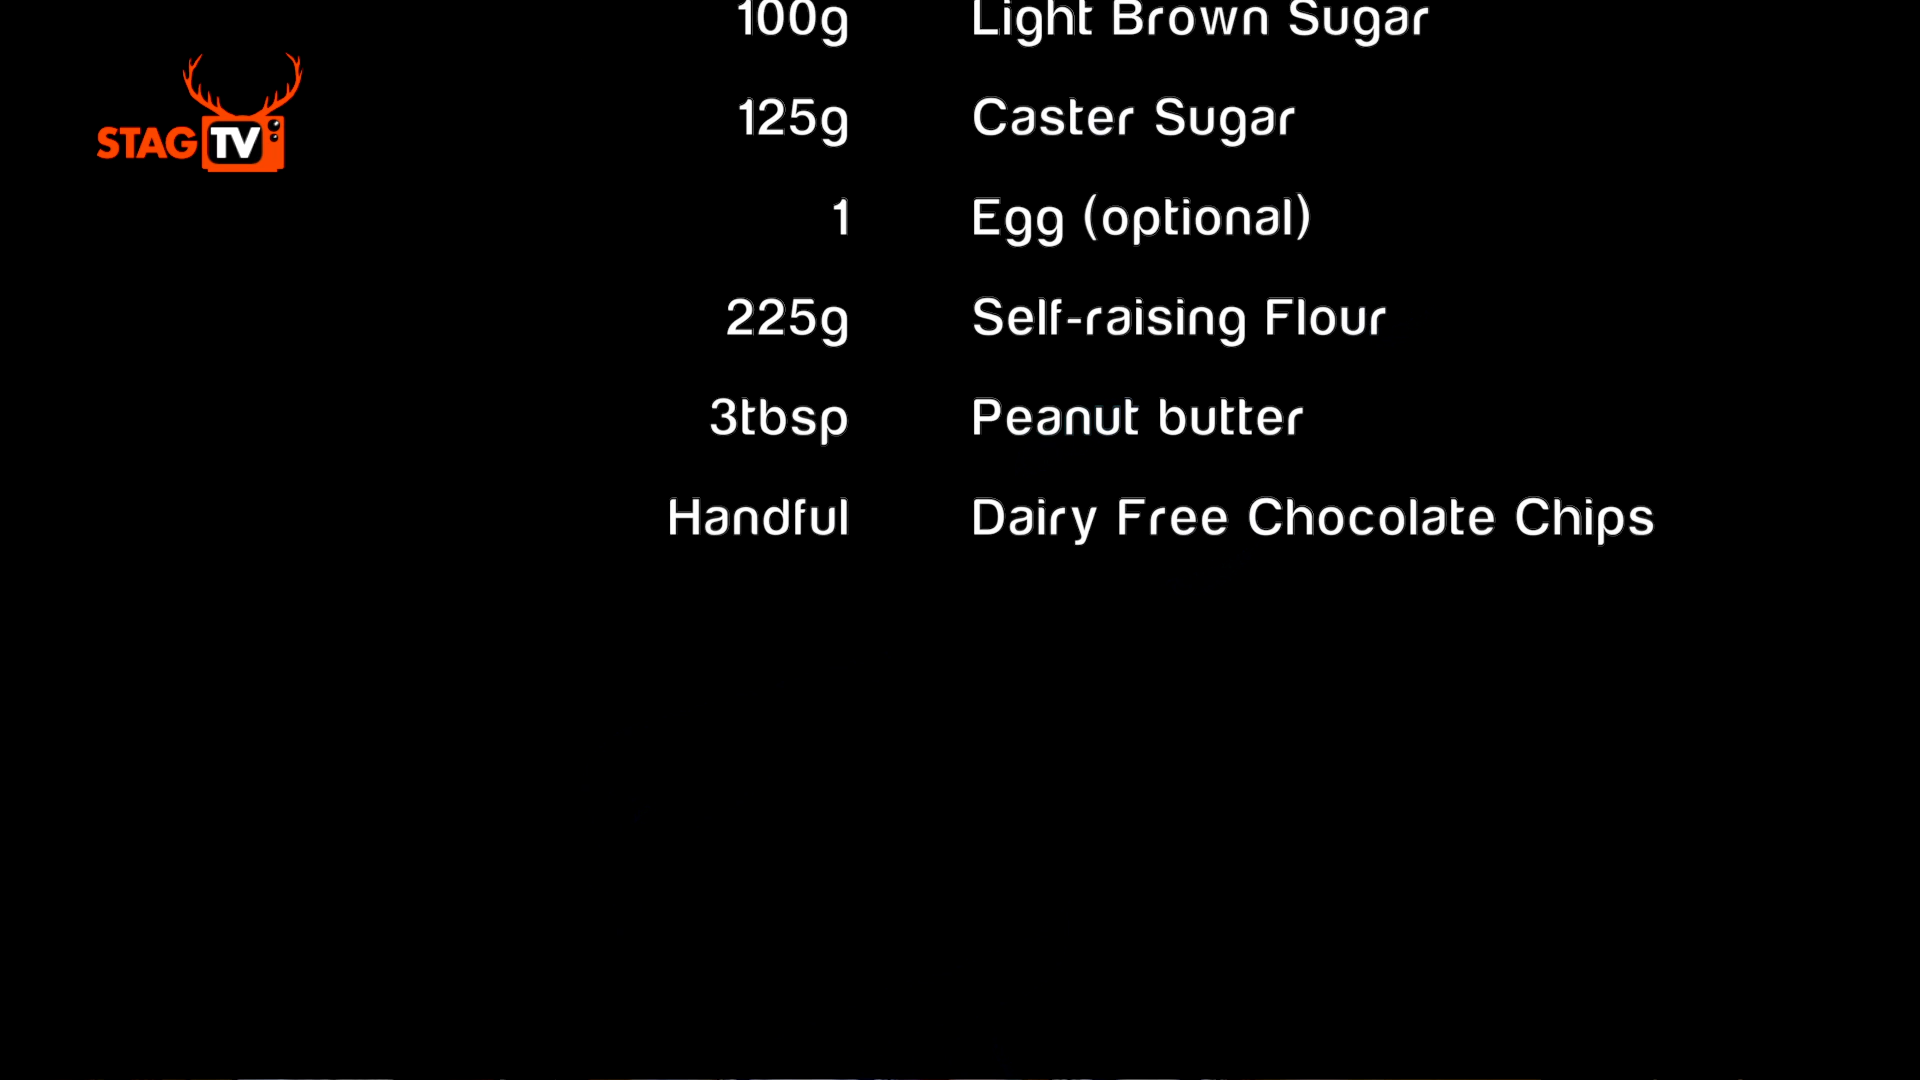 100g Light Brown Sugar
STAG TV
125g Caster Sugar
1 Egg (optional)
225g Self-raising Flour
3tbsp Peanut butter
Handful Dairy Free Chocolate Chips